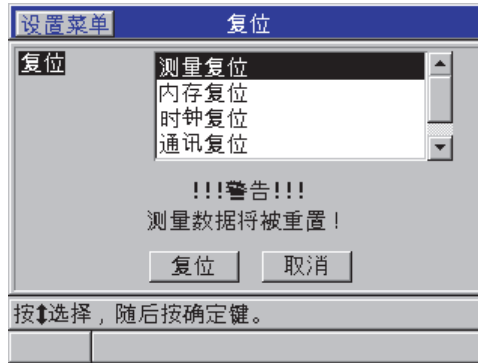 设置菜单 复位
复位
测量复位
内存复位
时钟复位
通讯复位
!!!警告!!!
测量数据将被重置！
复位 取消
按⬍选择，随后按确定键。